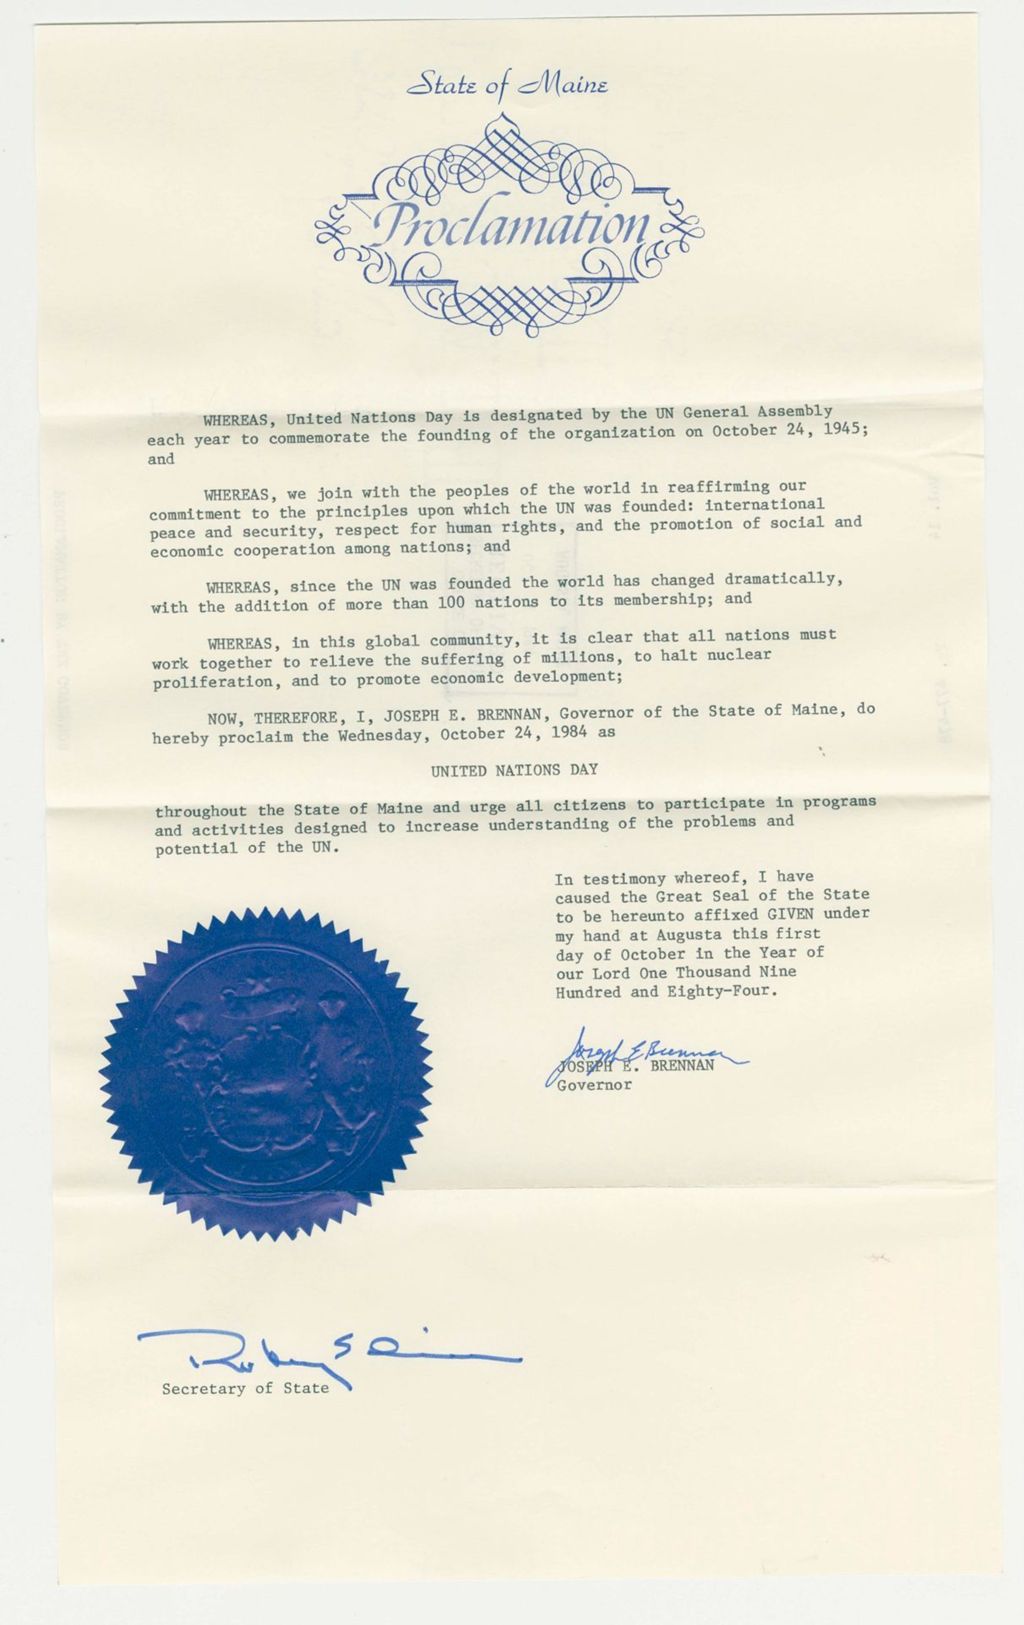 State of Maine
Proclamation
WHEREAS, United Nations Day is designated by the UN General Assembly
each year to commemorate the founding of the organization on October 24, 1945;
and
WHEREAS, we join with the peoples of the world in reaffirming our
commitment to the principles upon which the UN was founded: international
peace and security, respect for human rights, and the promotion of social and
economic cooperation among nations; and
WHEREAS, since the UN was founded the world has changed dramatically,
with the addition of more than 100 nations to its membership; and
WHEREAS, in this global community, it is clear that all nations must
work together to relieve the suffering of millions, to halt nuclear
proliferation, and to promote economic development;
NOW, THEREFORE, I, JOSEPH E. BRENNAN, Governor of the State of Maine, do
hereby proclaim the Wednesday, October 24, 1984 as
UNITED NATIONS DAY
throughout the State of Maine and urge all citizens to participate in programs
and activities designed to increase understanding of the problems and
potential of the UN.
In testimony whereof, I have
caused the Great Seal of the State
to be hereunto affixed GIVEN under
my hand at Augusta this first
day of October in the Year of
our Lord One Thousand Nine
Hundred and Eighty-Four.
Joseph E Brennan
JOSEPH E. BRENNAN
Governor
Secretary of State